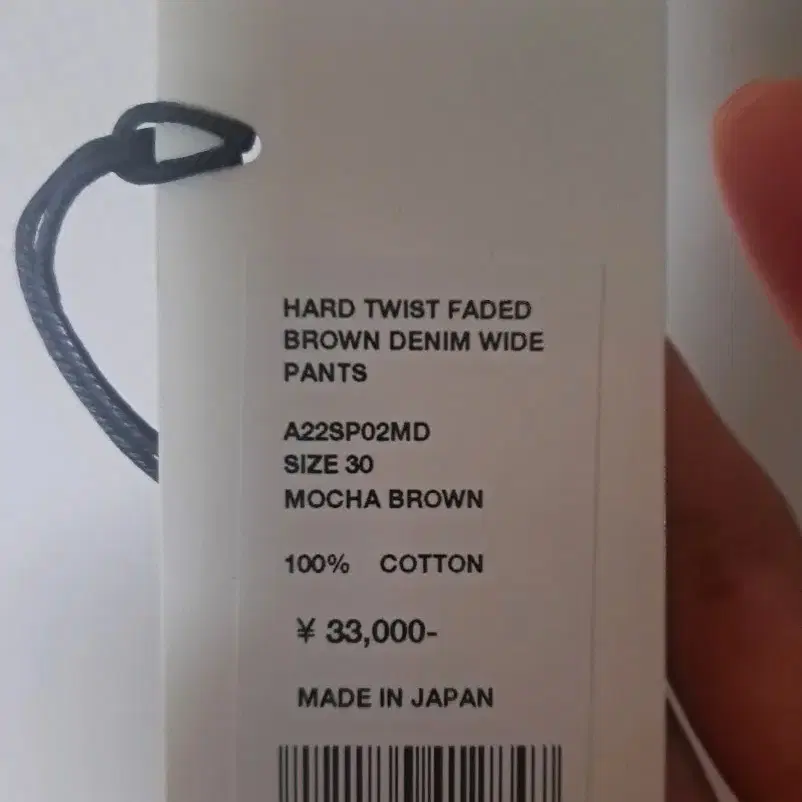 HARD TWIST FADED
BROWN DENIM WIDE
PANTS
A22SP02MD
SIZE 30
MOCHA BROWN
100% COTTON
¥ 33,000-
MADE IN JAPAN